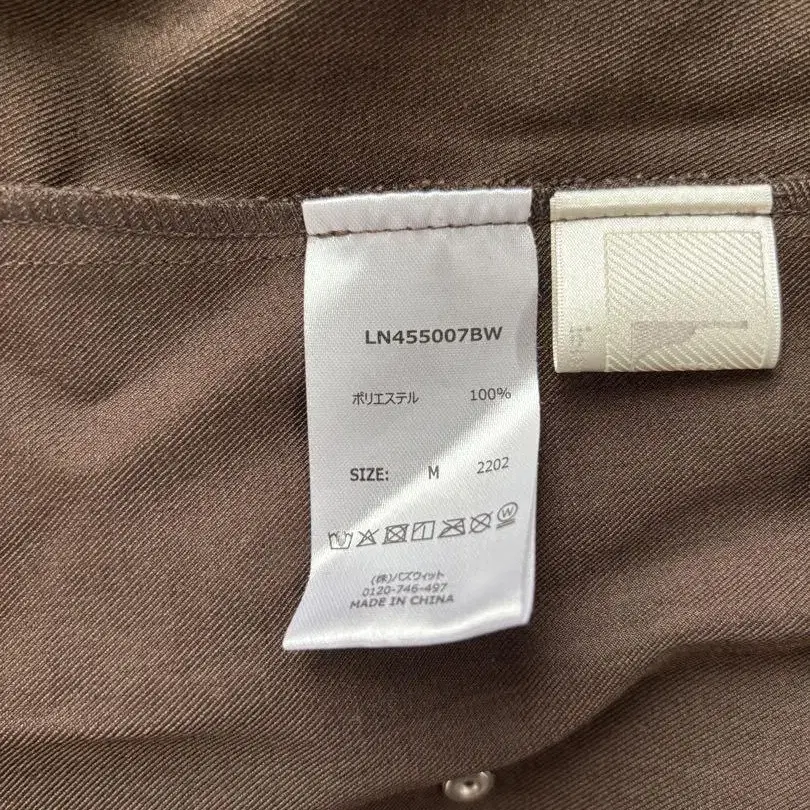 LN455007BW
ポリエステル 100%
SIZE: M 2202
W
(株)バズウィット
0120-746-497
MADE IN CHINA